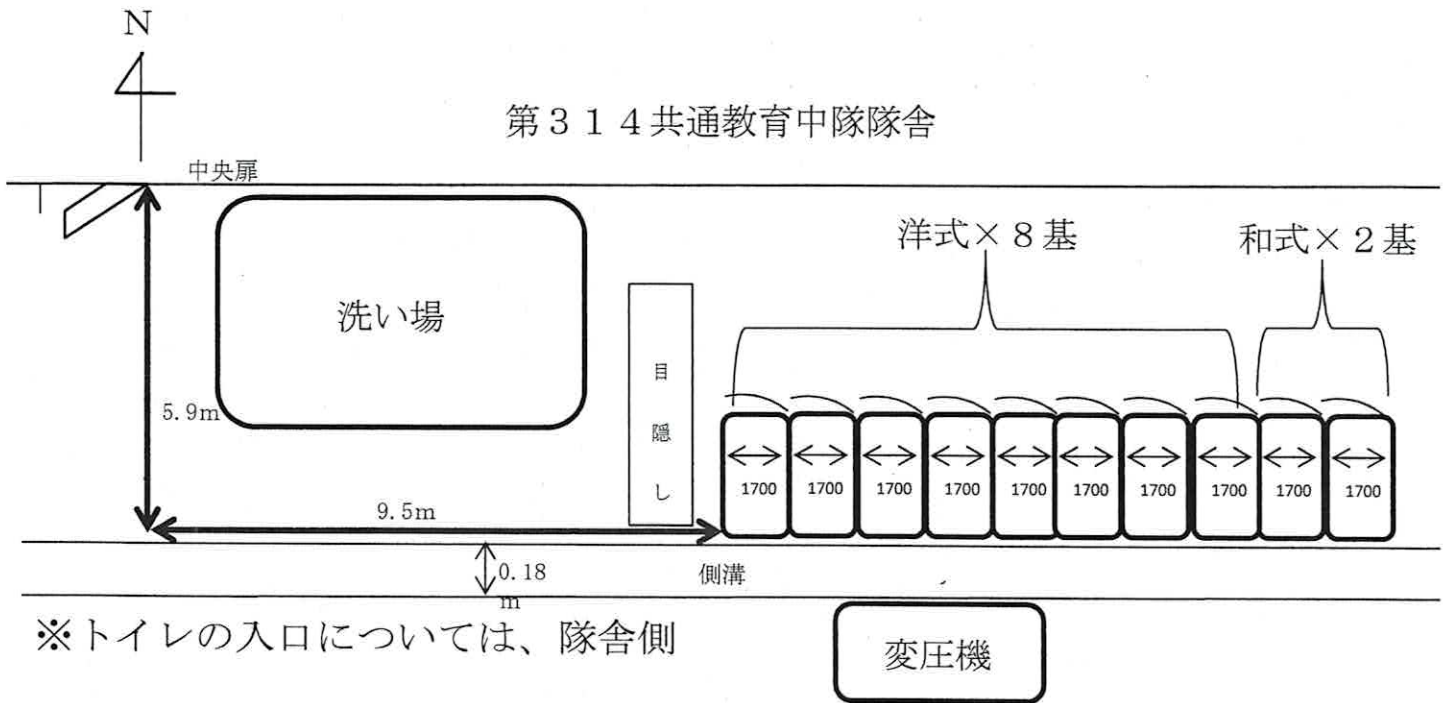 N
第３１４共通教育中隊隊舎
中央扉
洋式×８基
和式×２基
洗い場
目隠し
5.9m
1700 1700 1700 1700 1700 1700 1700 1700 1700 1700
9.5m
0.18m
側溝
※トイレの入口については、隊舎側
変圧機